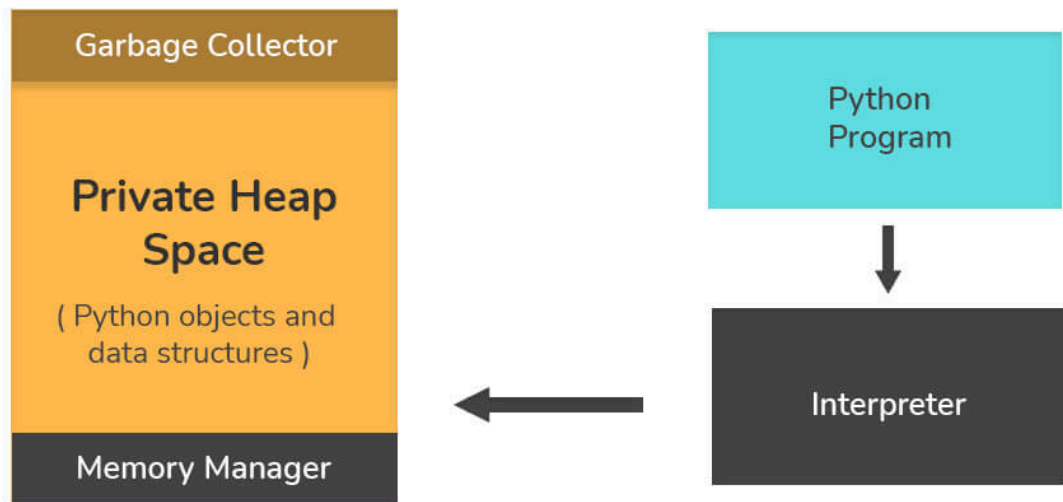 Garbage Collector
Private Heap
Space
( Python objects and
data structures )
Memory Manager
Python
Program
Interpreter